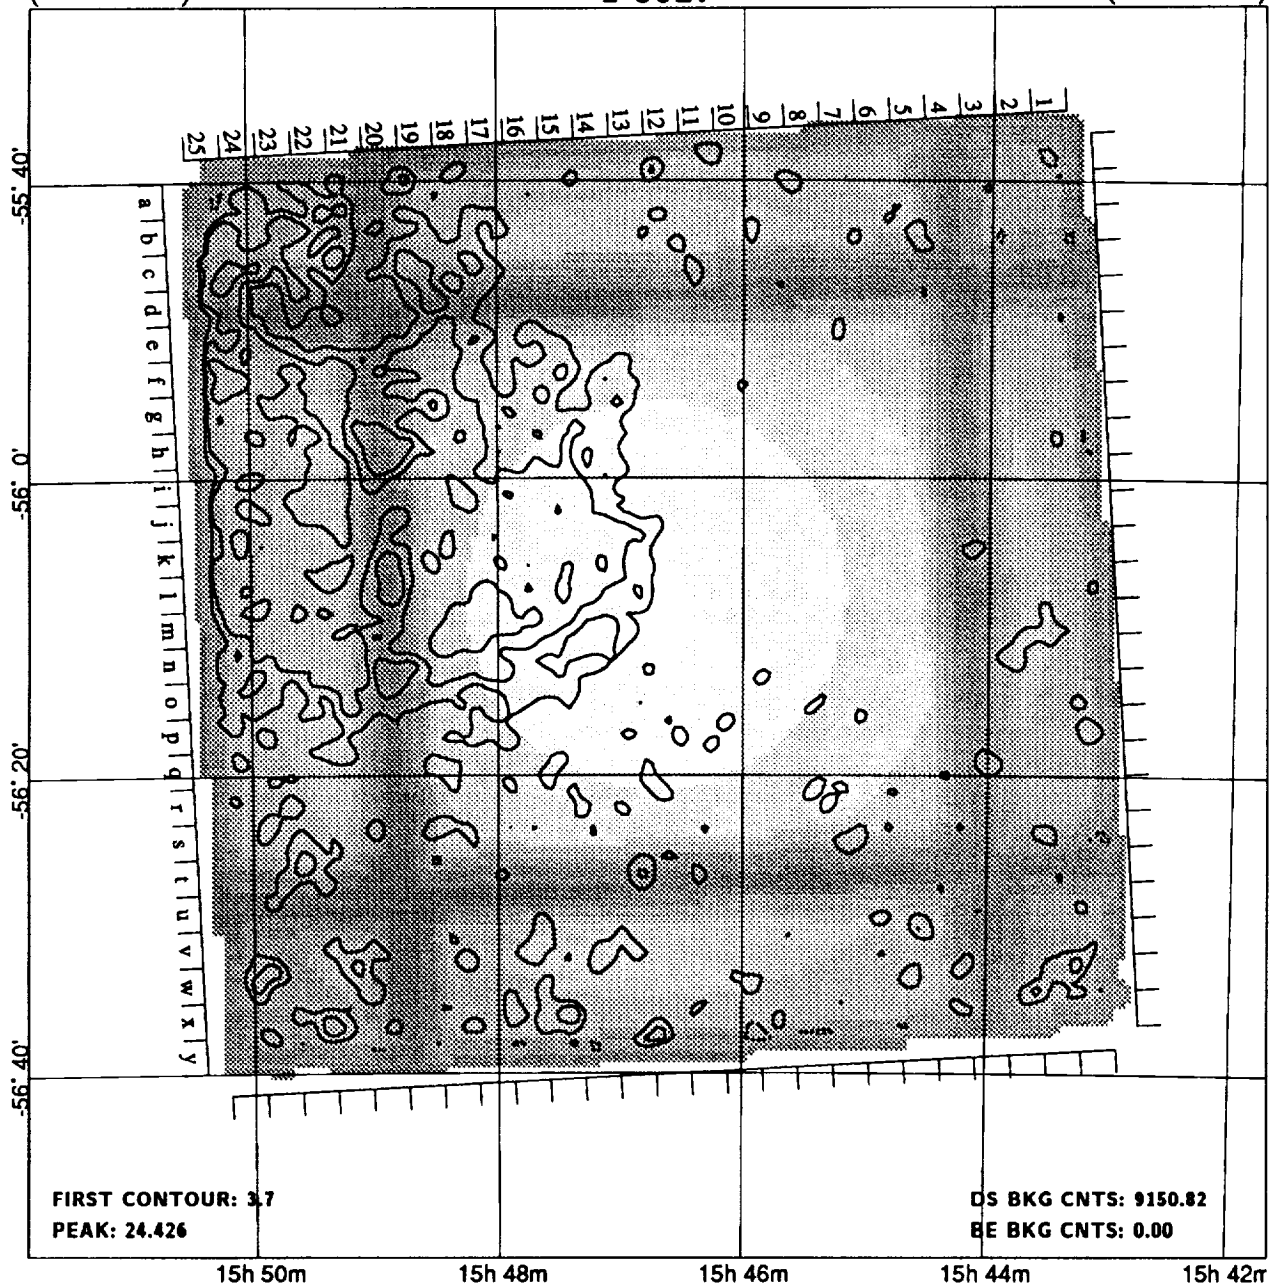 25 24 23 22 21 20 19 18 17 16 15 14 13 12 11 10 9 8 7 6 5 4 3 2 1
-55° 40'
a b c d e f g h i j k l m n o p q r s t u v w x y
-56° 0'
-56° 20'
-56° 40'
FIRST CONTOUR: 3.7
DS BKG CNTS: 9150.82
PEAK: 24.426
BE BKG CNTS: 0.00
15h 50m 15h 48m 15h 46m 15h 44m 15h 42m